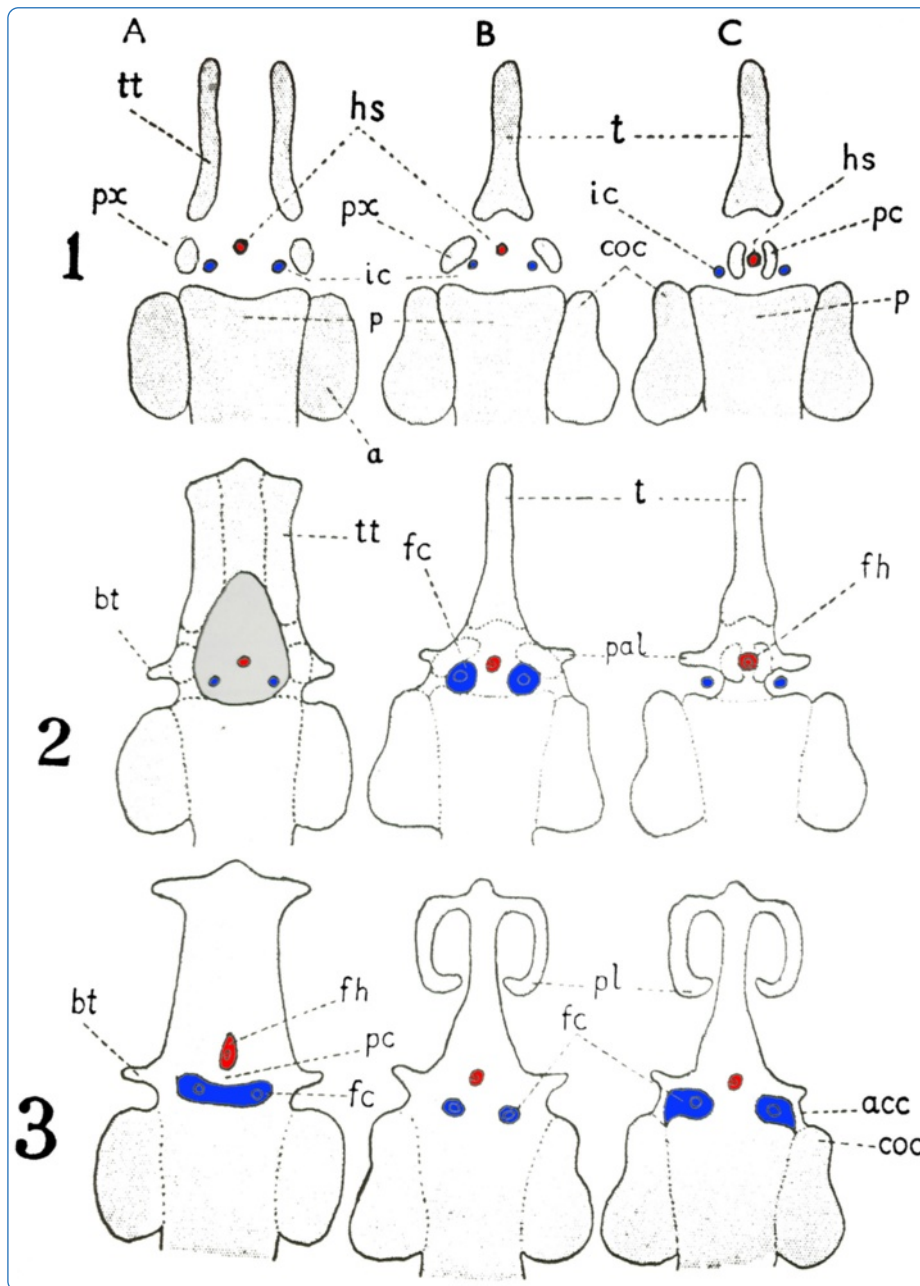 A B C
tt hs t hs
px px ic pc
1 coc
ic
p p
a
t
tt fc fh
bt pal
2
pl
bt fh fc
pc
fc acc
3 coc